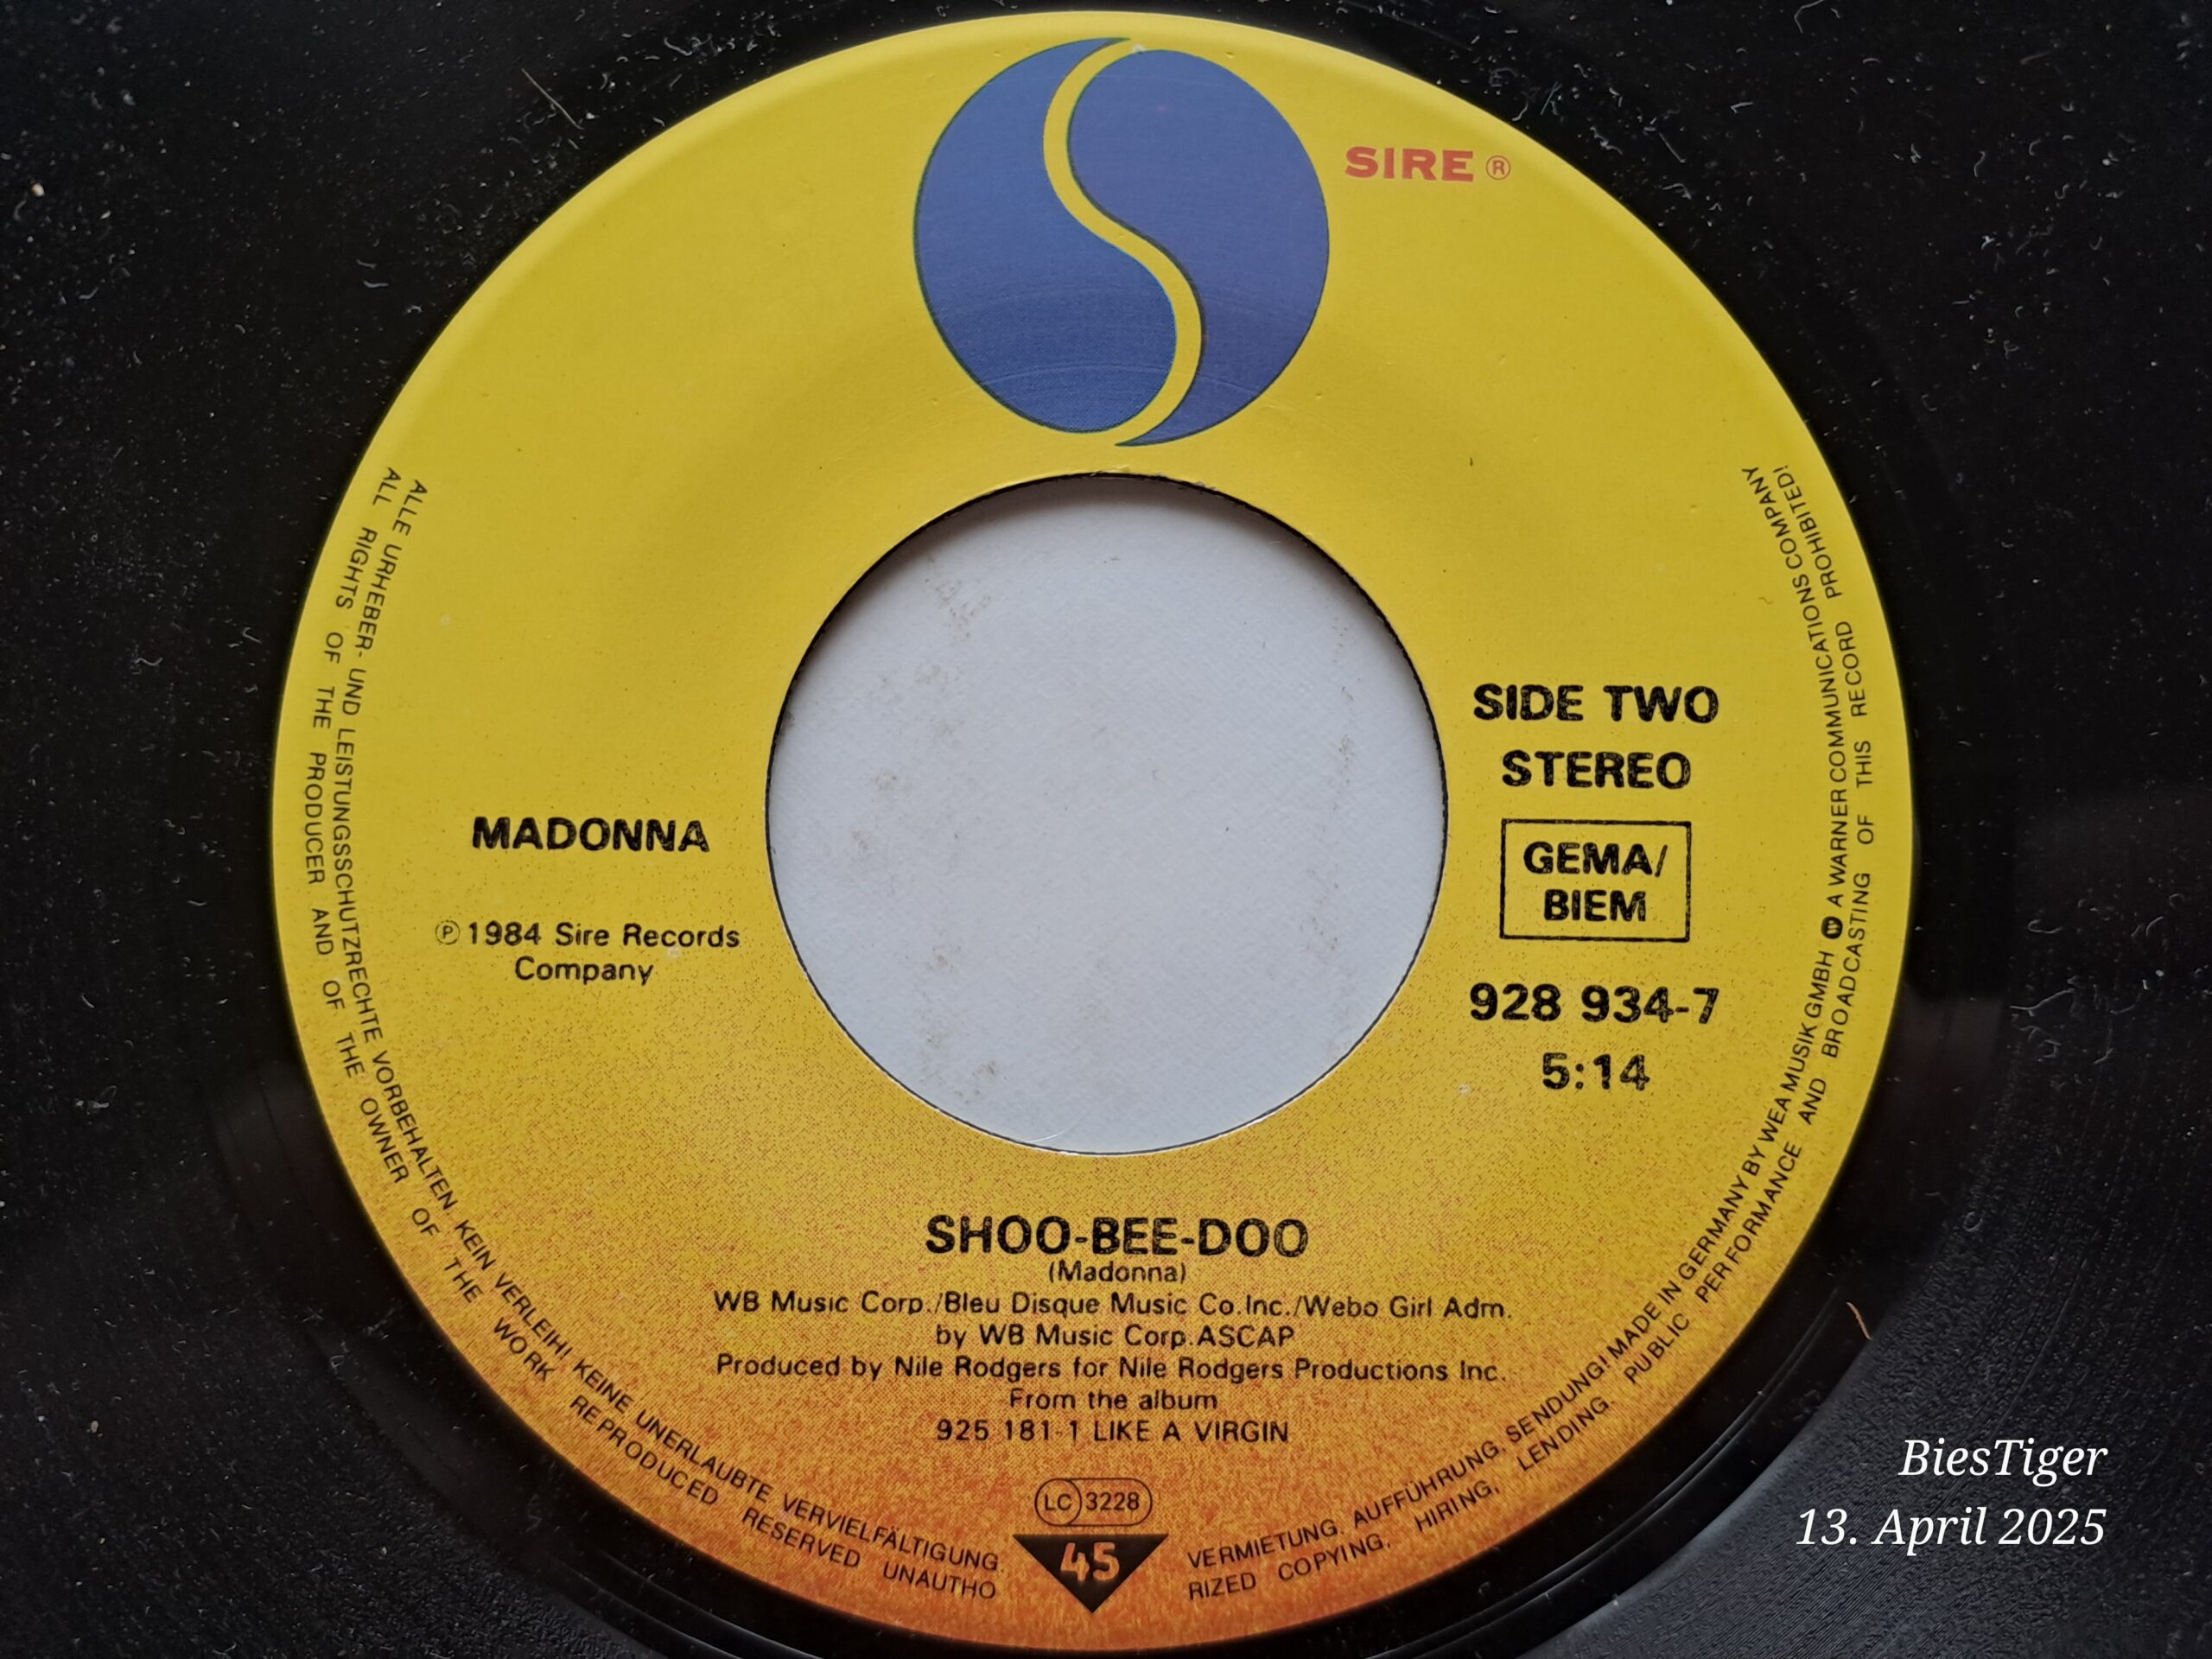 SIRE ®
SIDE TWO
STEREO
GEMA/
BIEM
928 934-7
5:14
MADONNA
Ⓟ 1984 Sire Records
Company
SHOO-BEE-DOO
(Madonna)
WB Music Corp./Bleu Disque Music Co.Inc./Webo Girl Adm.
by WB Music Corp.ASCAP
Produced by Nile Rodgers for Nile Rodgers Productions Inc.
From the album
925 181-1 LIKE A VIRGIN
LC 3228
45
ALLE URHEBER- UND LEISTUNGSSCHUTZRECHTE VORBEHALTEN. KEIN VERLEIH! KEINE UNERLAUBTE VERVIELFÄLTIGUNG, VERMIETUNG, AUFFÜHRUNG, SENDUNG! MADE IN GERMANY BY WEA MUSIK GMBH A WARNER COMMUNICATIONS COMPANY
ALL RIGHTS OF THE PRODUCER AND OF THE OWNER OF THE WORK REPRODUCED RESERVED UNAUTHORIZED COPYING, HIRING, LENDING, PUBLIC PERFORMANCE AND BROADCASTING OF THIS RECORD PROHIBITED!
BiesTiger
13. April 2025